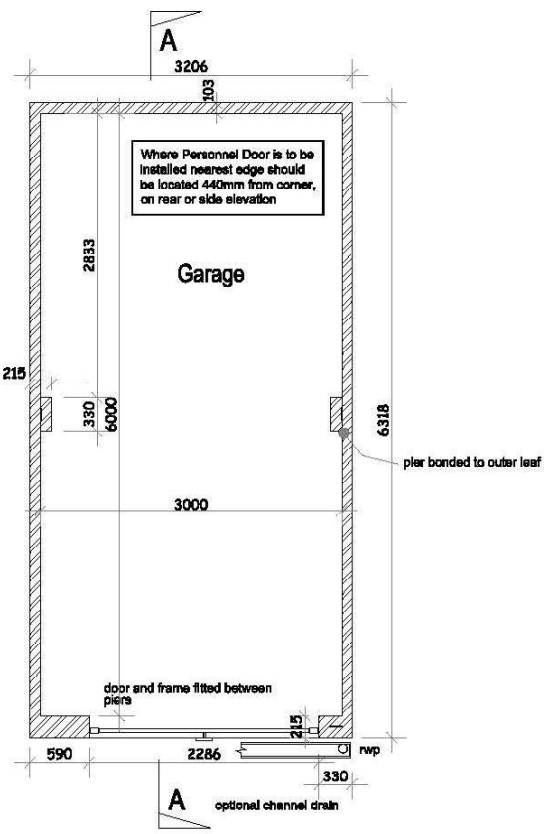 A
3206
103
Where Personnel Door is to be
installed nearest edge should
be located 440mm from corner,
on rear or side elevation
2833
Garage
215
330
6000
6318
pier bonded to outer leaf
3000
door and frame fitted between
piers
215
rwp
590
2286
330
A
optional channel drain